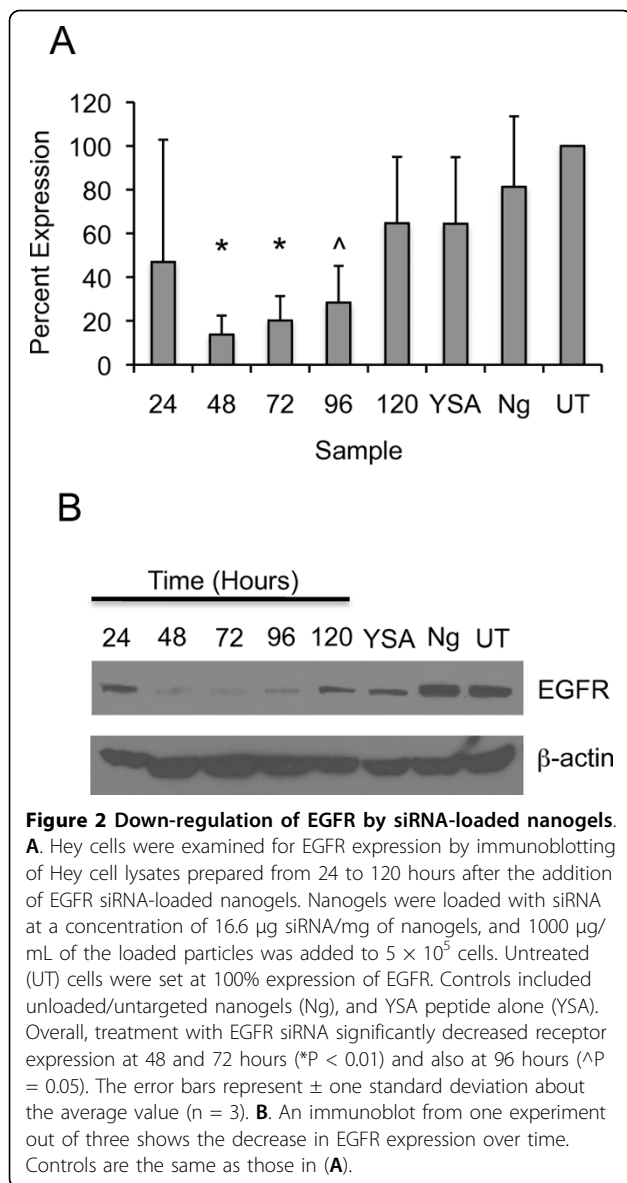 A
120
100
80
60
40
20
0
Percent Expression
* * ^
24 48 72 96 120 YSA Ng UT
Sample
B
Time (Hours)
24 48 72 96 120 YSA Ng UT
EGFR
β-actin
Figure 2 Down-regulation of EGFR by siRNA-loaded nanogels.
A. Hey cells were examined for EGFR expression by immunoblotting
of Hey cell lysates prepared from 24 to 120 hours after the addition
of EGFR siRNA-loaded nanogels. Nanogels were loaded with siRNA
at a concentration of 16.6 μg siRNA/mg of nanogels, and 1000 μg/
mL of the loaded particles was added to 5 × 10⁵ cells. Untreated
(UT) cells were set at 100% expression of EGFR. Controls included
unloaded/untargeted nanogels (Ng), and YSA peptide alone (YSA).
Overall, treatment with EGFR siRNA significantly decreased receptor
expression at 48 and 72 hours (*P < 0.01) and also at 96 hours (^P
= 0.05). The error bars represent ± one standard deviation about
the average value (n = 3). B. An immunoblot from one experiment
out of three shows the decrease in EGFR expression over time.
Controls are the same as those in (A).